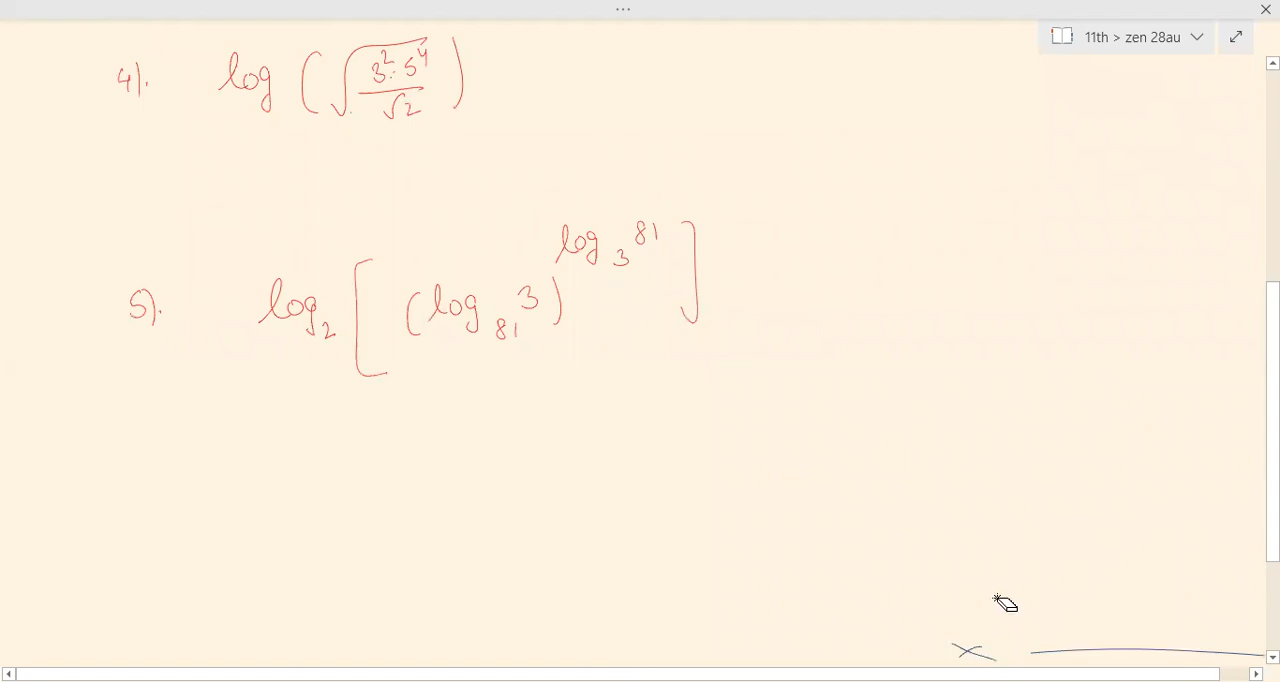 11th > zen 28au
4). log (√(3²·5⁴/√2))
5). log₂ [(log₈₁ 3)^(log₃ 81)]